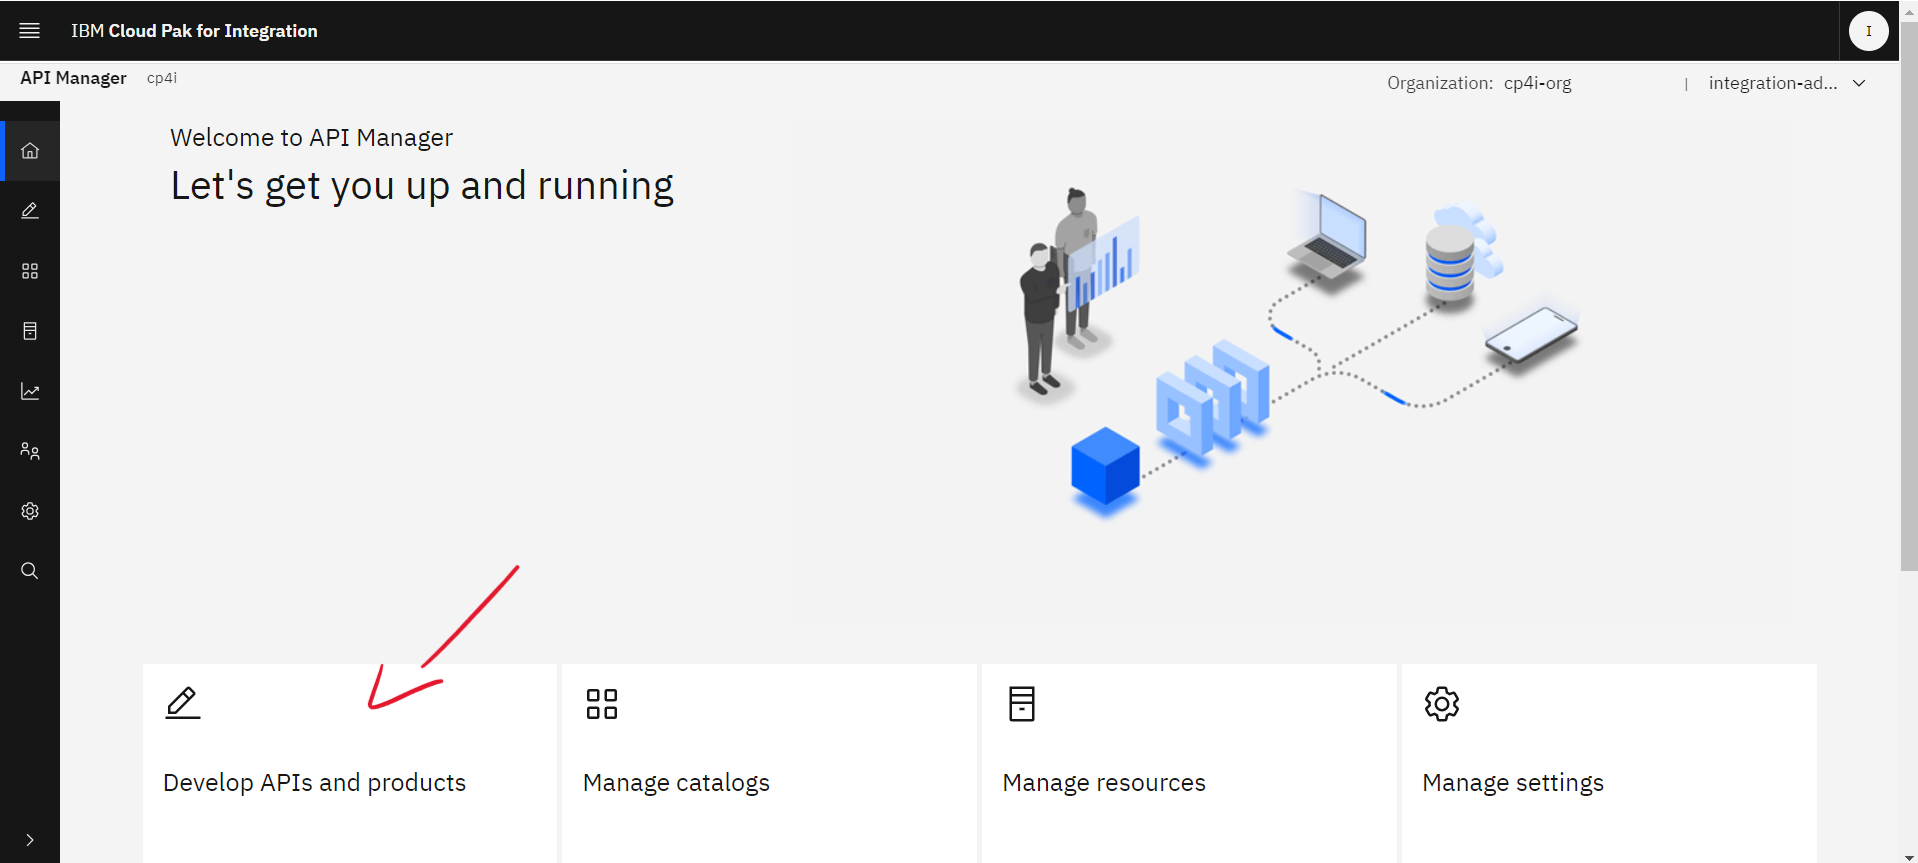 IBM Cloud Pak for Integration
I
API Manager cp4i
Organization: cp4i-org | integration-ad...
Welcome to API Manager
Let's get you up and running
Develop APIs and products
Manage catalogs
Manage resources
Manage settings